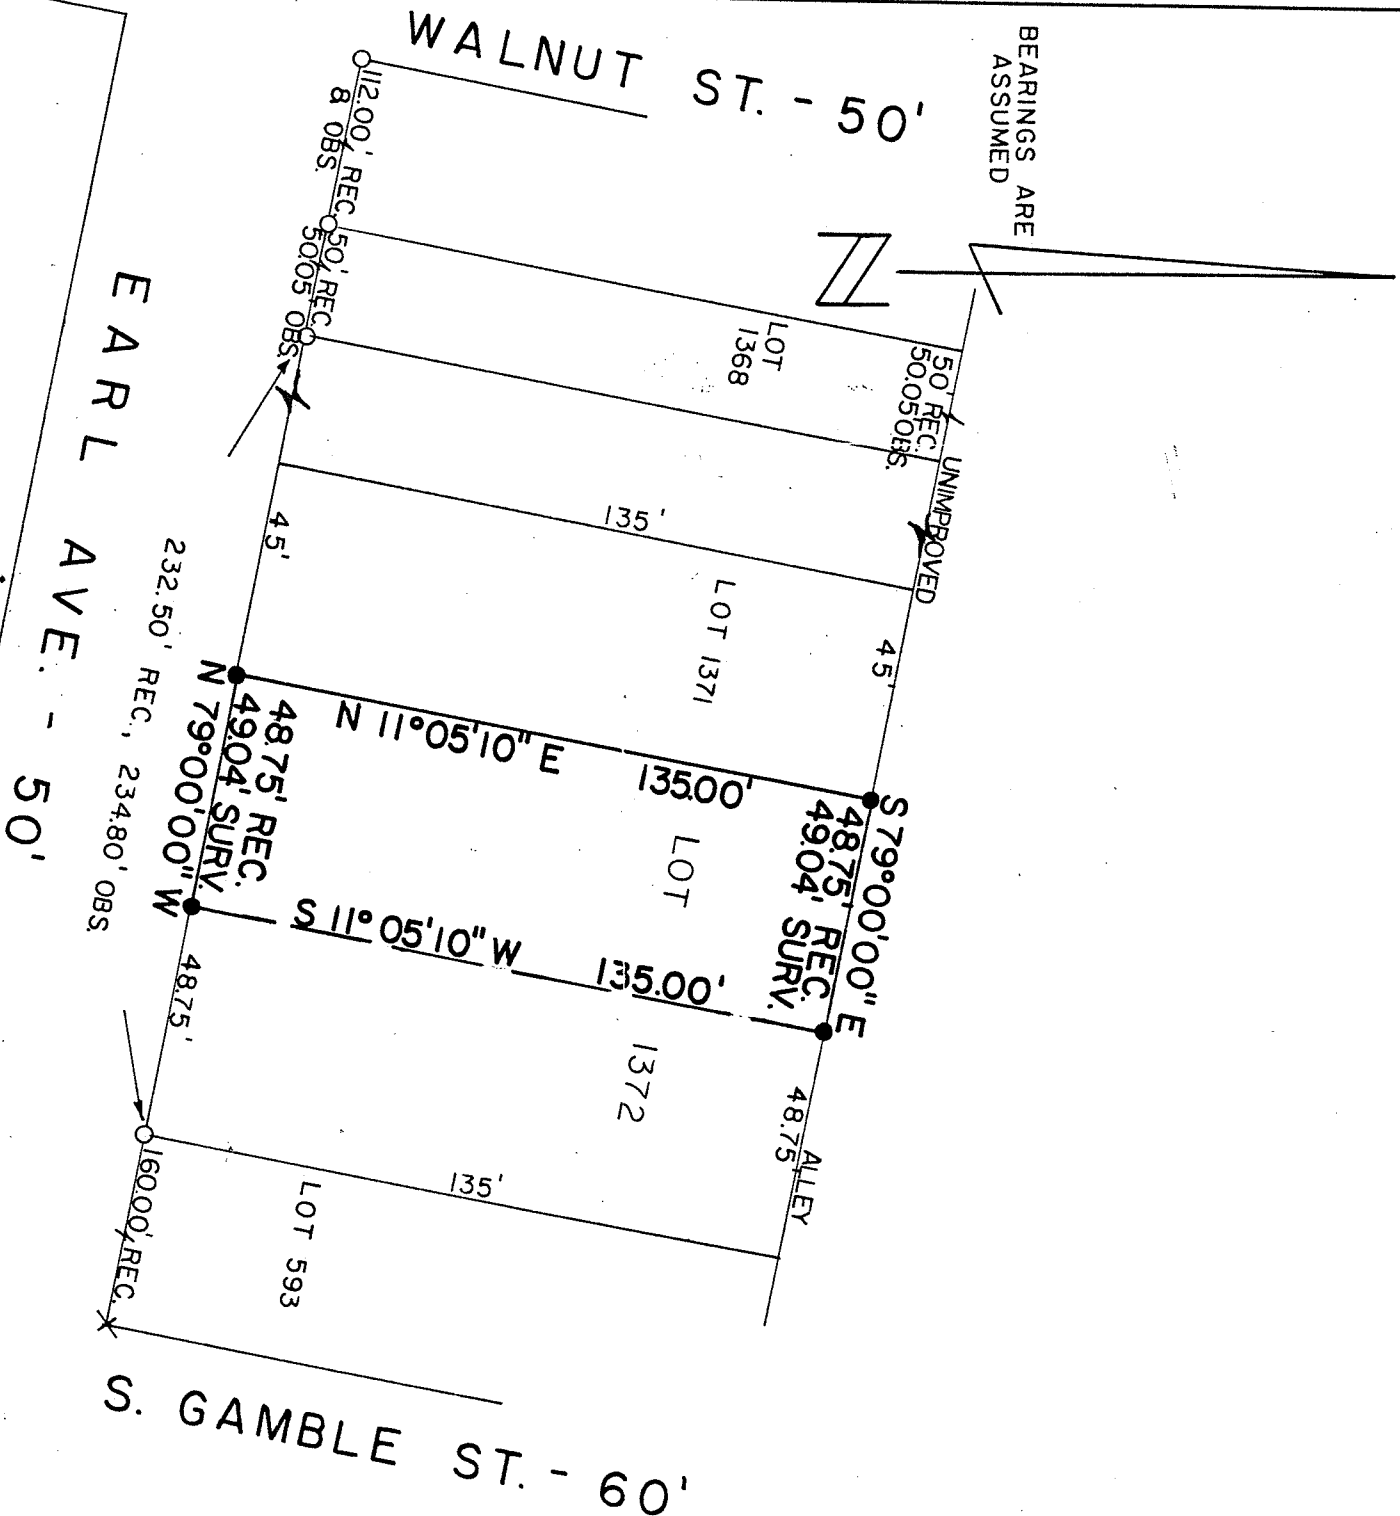 WALNUT ST. - 50'
BEARINGS ARE
ASSUMED
N
112.00' REC.
& OBS.
50' REC.
50.05 OBS.
LOT
1368
50' REC.
50.05 OBS.
UNIMPROVED
135'
45'
LOT 1371
45'
EARL AVE. - 50'
232.50' REC., 234.80' OBS.
N 11°05'10" E 135.00'
48.75' REC.
49.04' SURV.
N 79°00'00" W
S 79°00'00" E
48.75' REC.
49.04' SURV.
LOT
1372
S 11°05'10" W 135.00'
48.75'
48.75'
ALLEY
135'
160.00' REC.
LOT 593
S. GAMBLE ST. - 60'